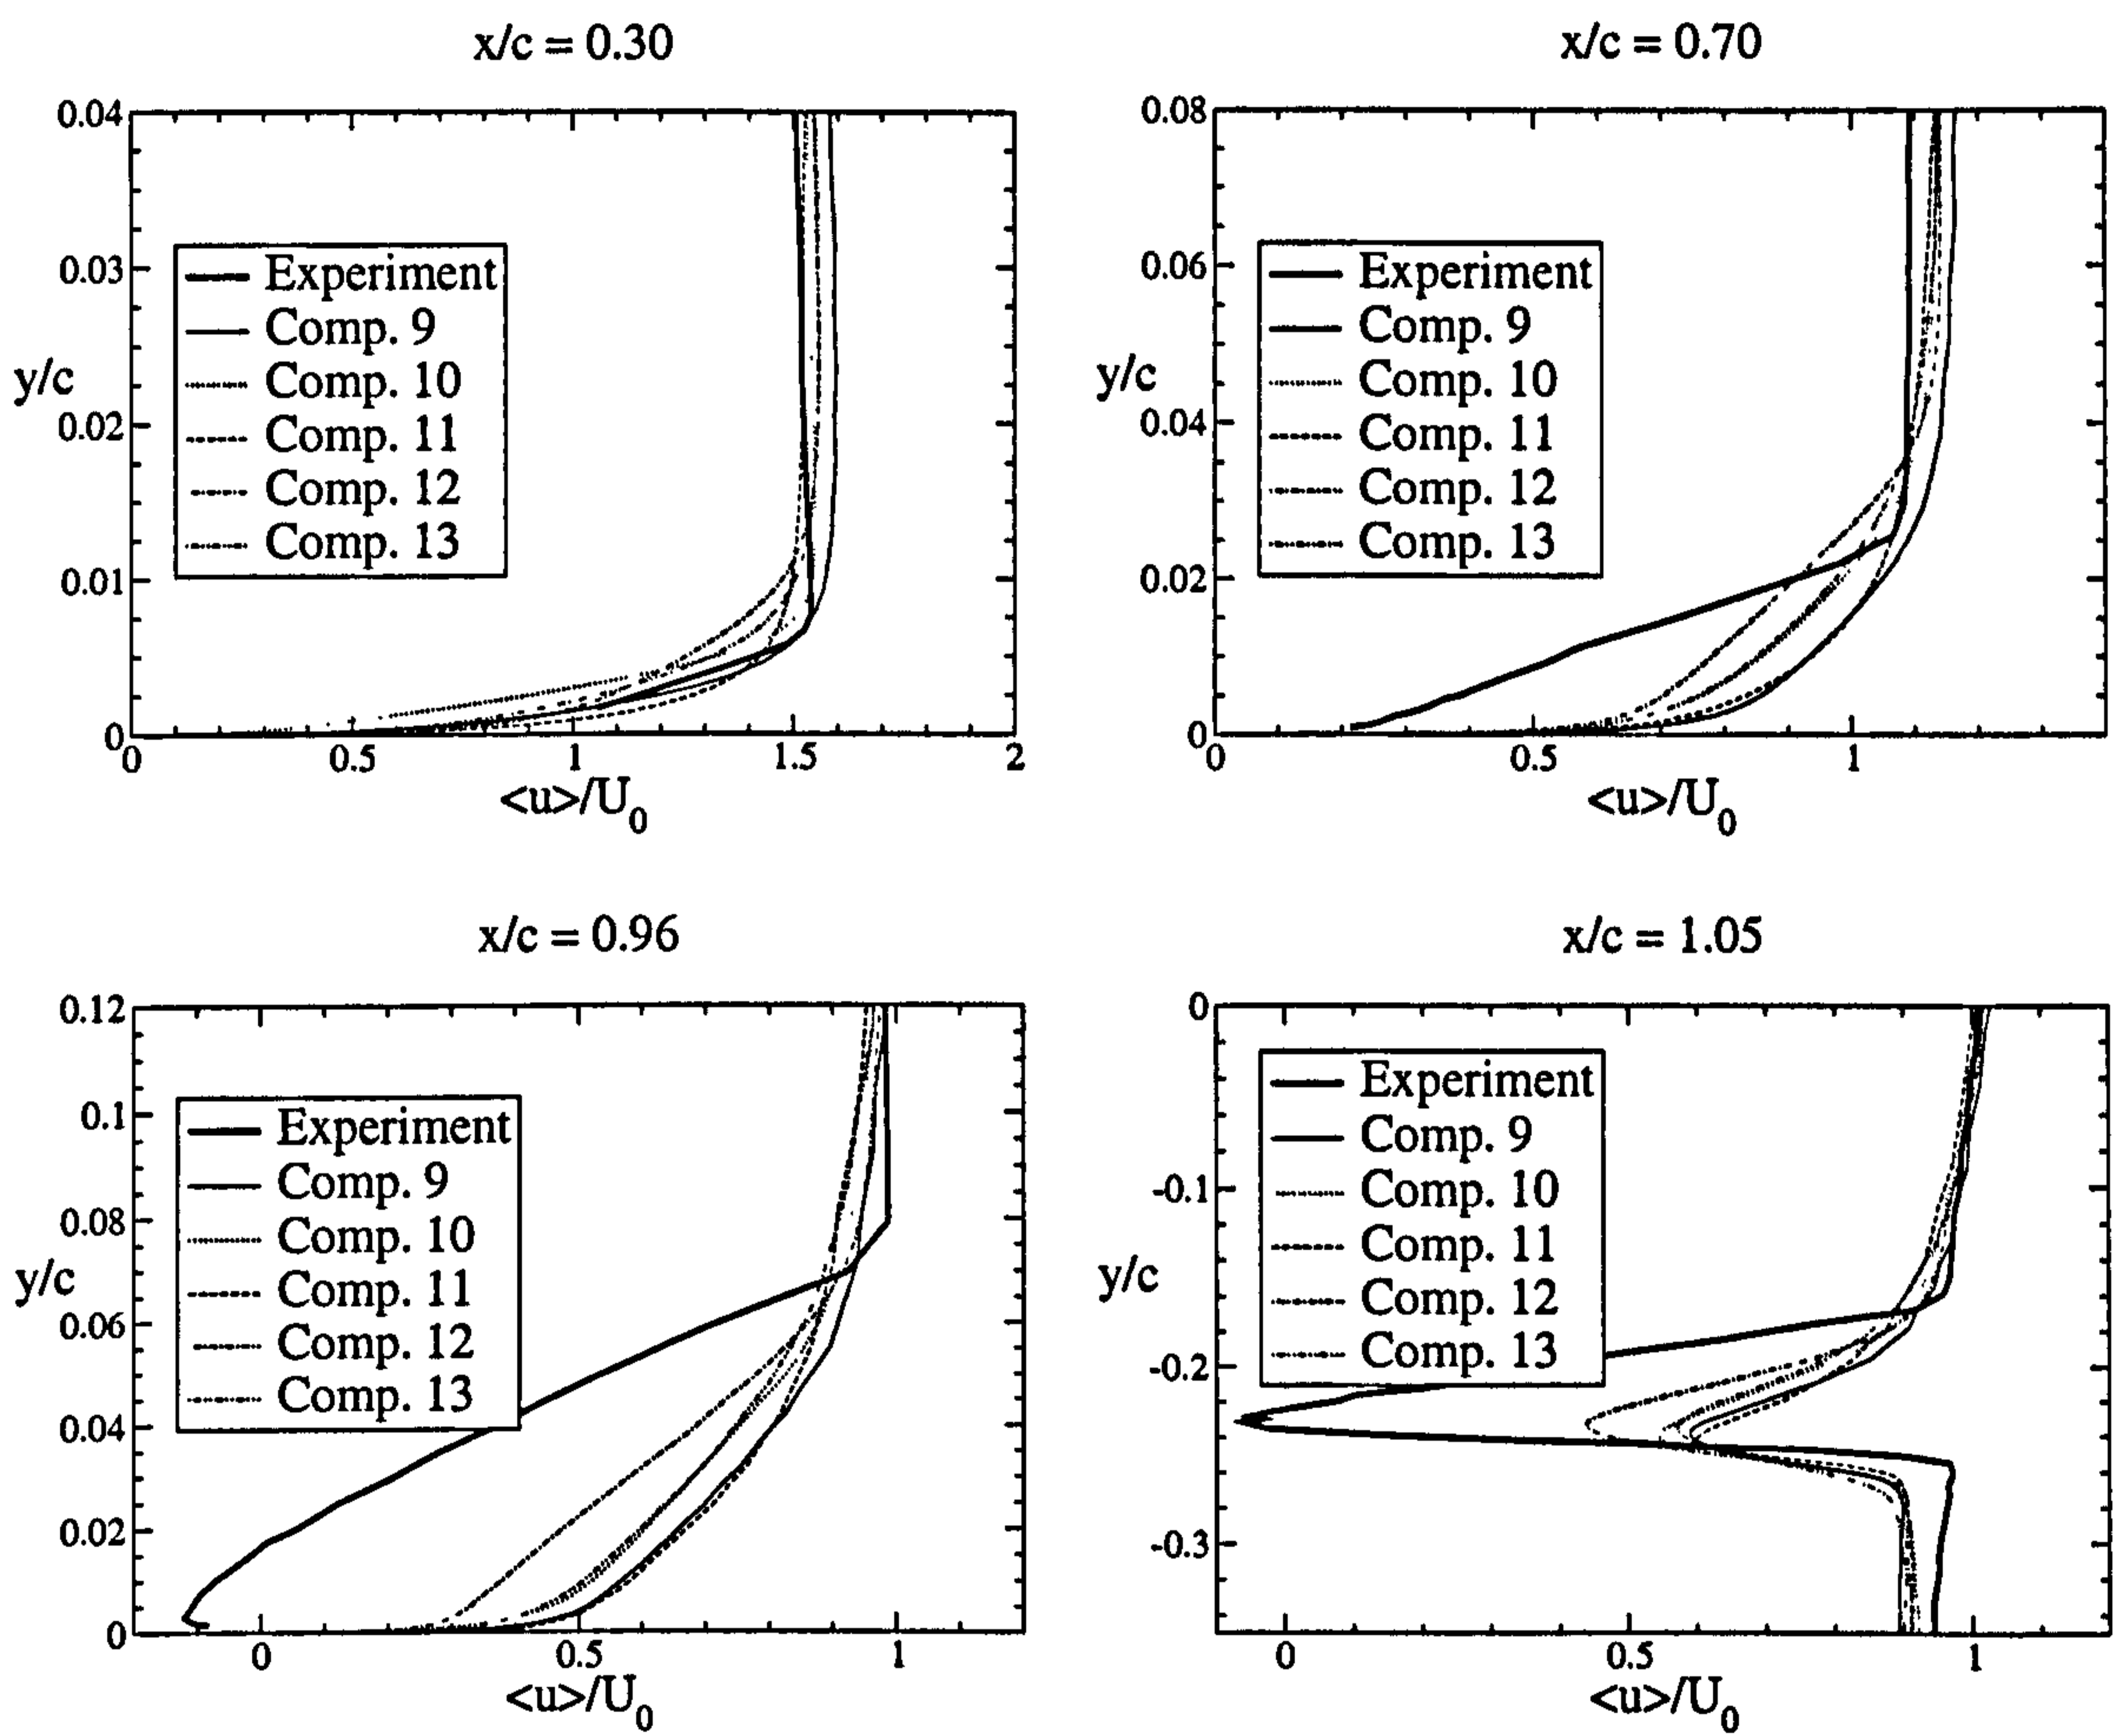 x/c = 0.30
0.04
0.03
0.02
0.01
0
y/c
Experiment
Comp. 9
Comp. 10
Comp. 11
Comp. 12
Comp. 13
0
0.5
1
1.5
2
<u>/U0
x/c = 0.70
0.08
0.06
0.04
0.02
0
y/c
Experiment
Comp. 9
Comp. 10
Comp. 11
Comp. 12
Comp. 13
0
0.5
1
<u>/U0
x/c = 0.96
0.12
0.1
0.08
0.06
0.04
0.02
0
y/c
Experiment
Comp. 9
Comp. 10
Comp. 11
Comp. 12
Comp. 13
0
0.5
1
<u>/U0
x/c = 1.05
0
-0.1
-0.2
-0.3
y/c
Experiment
Comp. 9
Comp. 10
Comp. 11
Comp. 12
Comp. 13
0
0.5
1
<u>/U0